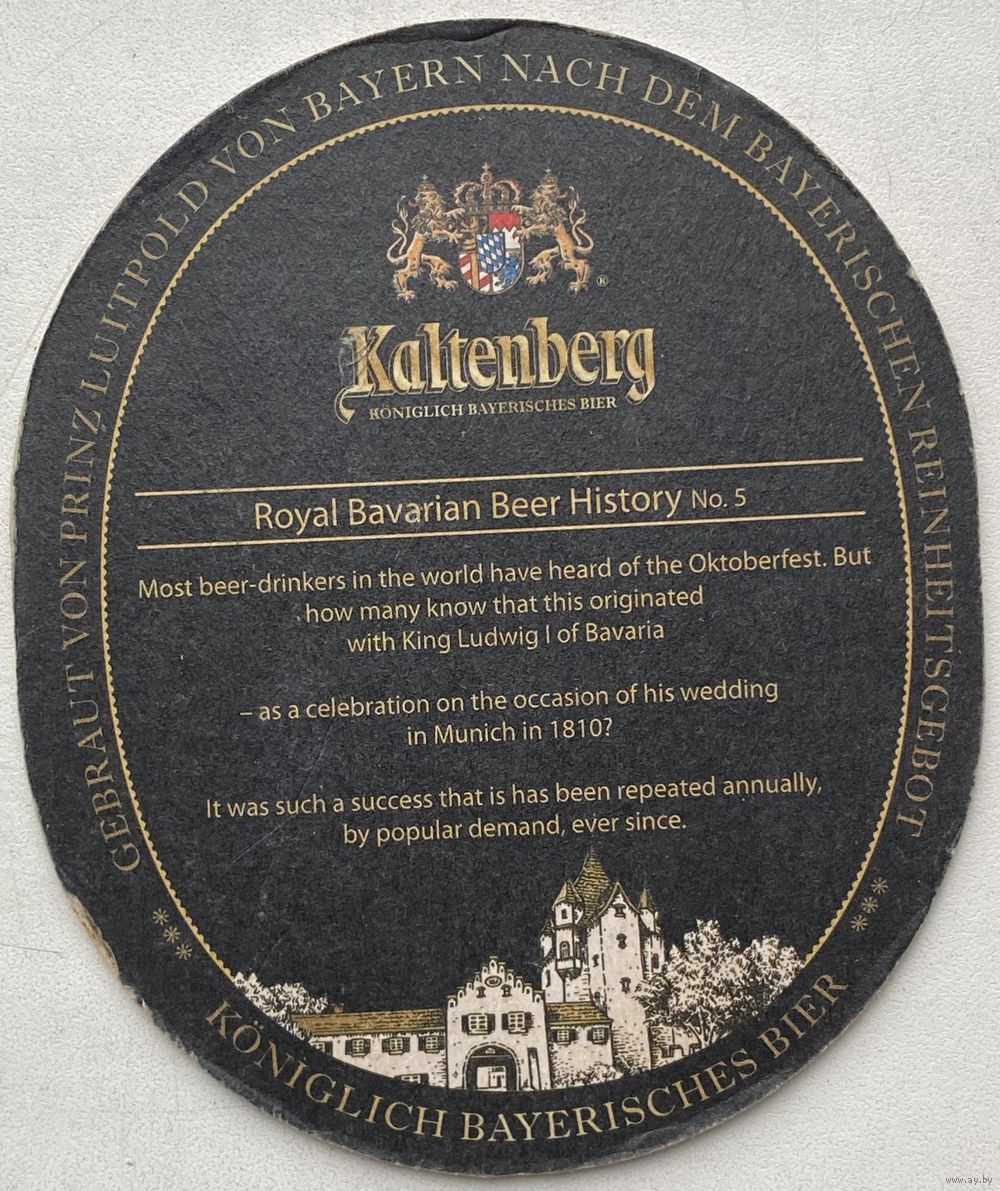 GEBRAUT VON PRINZ LUITPOLD VON BAYERN NACH DEM BAYERISCHEN REINHEITSGEBOT
®
Kaltenberg
KÖNIGLICH BAYERISCHES BIER
Royal Bavarian Beer History No. 5
Most beer-drinkers in the world have heard of the Oktoberfest. But
how many know that this originated
with King Ludwig I of Bavaria
– as a celebration on the occasion of his wedding
in Munich in 1810?
It was such a success that is has been repeated annually,
by popular demand, ever since.
*** KÖNIGLICH BAYERISCHES BIER ***
www.ay.by